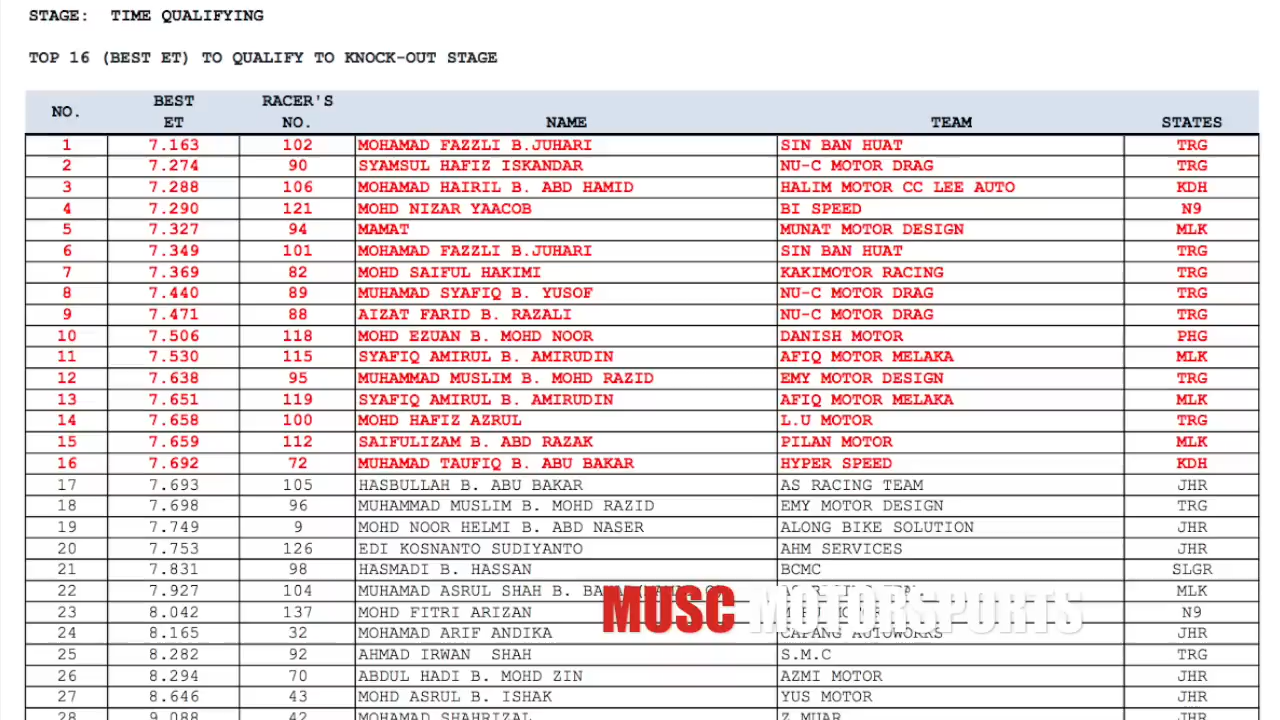 STAGE: TIME QUALIFYING
TOP 16 (BEST ET) TO QUALIFY TO KNOCK-OUT STAGE
NO. BEST ET RACER'S NO. NAME TEAM STATES
1 7.163 102 MOHAMAD FAZZLI B.JUHARI SIN BAN HUAT TRG
2 7.274 90 SYAMSUL HAFIZ ISKANDAR NU-C MOTOR DRAG TRG
3 7.288 106 MOHAMAD HAIRIL B. ABD HAMID HALIM MOTOR CC LEE AUTO KDH
4 7.290 121 MOHD NIZAR YAACOB BI SPEED N9
5 7.327 94 MAMAT MUNAT MOTOR DESIGN MLK
6 7.349 101 MOHAMAD FAZZLI B.JUHARI SIN BAN HUAT TRG
7 7.369 82 MOHD SAIFUL HAKIMI KAKIMOTOR RACING TRG
8 7.440 89 MUHAMAD SYAFIQ B. YUSOF NU-C MOTOR DRAG TRG
9 7.471 88 AIZAT FARID B. RAZALI NU-C MOTOR DRAG TRG
10 7.506 118 MOHD EZUAN B. MOHD NOOR DANISH MOTOR PHG
11 7.530 115 SYAFIQ AMIRUL B. AMIRUDIN AFIQ MOTOR MELAKA MLK
12 7.638 95 MUHAMMAD MUSLIM B. MOHD RAZID EMY MOTOR DESIGN TRG
13 7.651 119 SYAFIQ AMIRUL B. AMIRUDIN AFIQ MOTOR MELAKA MLK
14 7.658 100 MOHD HAFIZ AZRUL L.U MOTOR TRG
15 7.659 112 SAIFULIZAM B. ABD RAZAK PILAN MOTOR MLK
16 7.692 72 MUHAMAD TAUFIQ B. ABU BAKAR HYPER SPEED KDH
17 7.693 105 HASBULLAH B. ABU BAKAR AS RACING TEAM JHR
18 7.698 96 MUHAMMAD MUSLIM B. MOHD RAZID EMY MOTOR DESIGN TRG
19 7.749 9 MOHD NOOR HELMI B. ABD NASER ALONG BIKE SOLUTION JHR
20 7.753 126 EDI KOSNANTO SUDIYANTO AHM SERVICES JHR
21 7.831 98 HASMADI B. HASSAN BCMC SLGR
22 7.927 104 MUHAMAD ASRUL SHAH B. MLK
MUSC MOTORSPORTS
23 8.042 137 MOHD FITRI ARIZAN N9
24 8.165 32 MOHAMAD ARIF ANDIKA CAPANG AUTOWORKS JHR
25 8.282 92 AHMAD IRWAN SHAH S.M.C TRG
26 8.294 70 ABDUL HADI B. MOHD ZIN AZMI MOTOR JHR
27 8.646 43 MOHD ASRUL B. ISHAK YUS MOTOR JHR
28 9.088 42 MOHAMAD SHAHRIZAL Z MUAR JHR